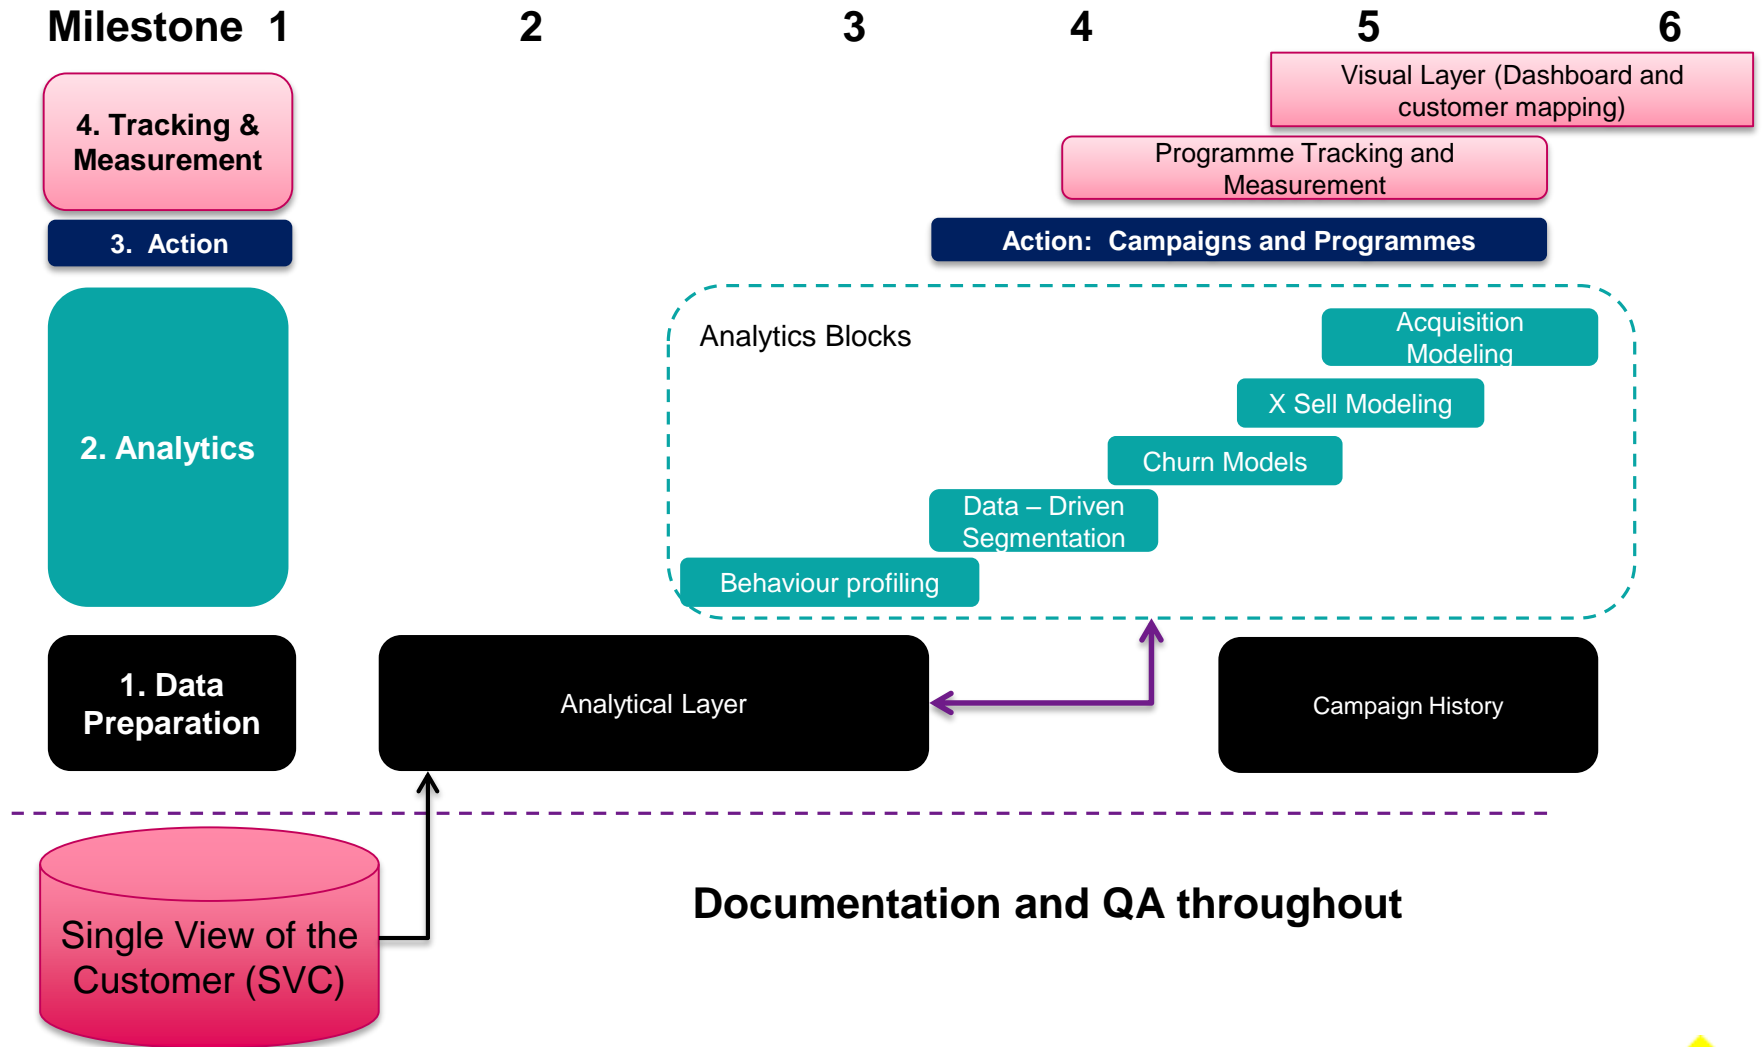 Milestone 1 2 3 4 5 6
Visual Layer (Dashboard and
customer mapping)
4. Tracking &
Measurement
Programme Tracking and
Measurement
3. Action
Action: Campaigns and Programmes
2. Analytics
Analytics Blocks
Acquisition
Modeling
X Sell Modeling
Churn Models
Data – Driven
Segmentation
Behaviour profiling
1. Data
Preparation
Analytical Layer
Campaign History
Single View of the
Customer (SVC)
Documentation and QA throughout